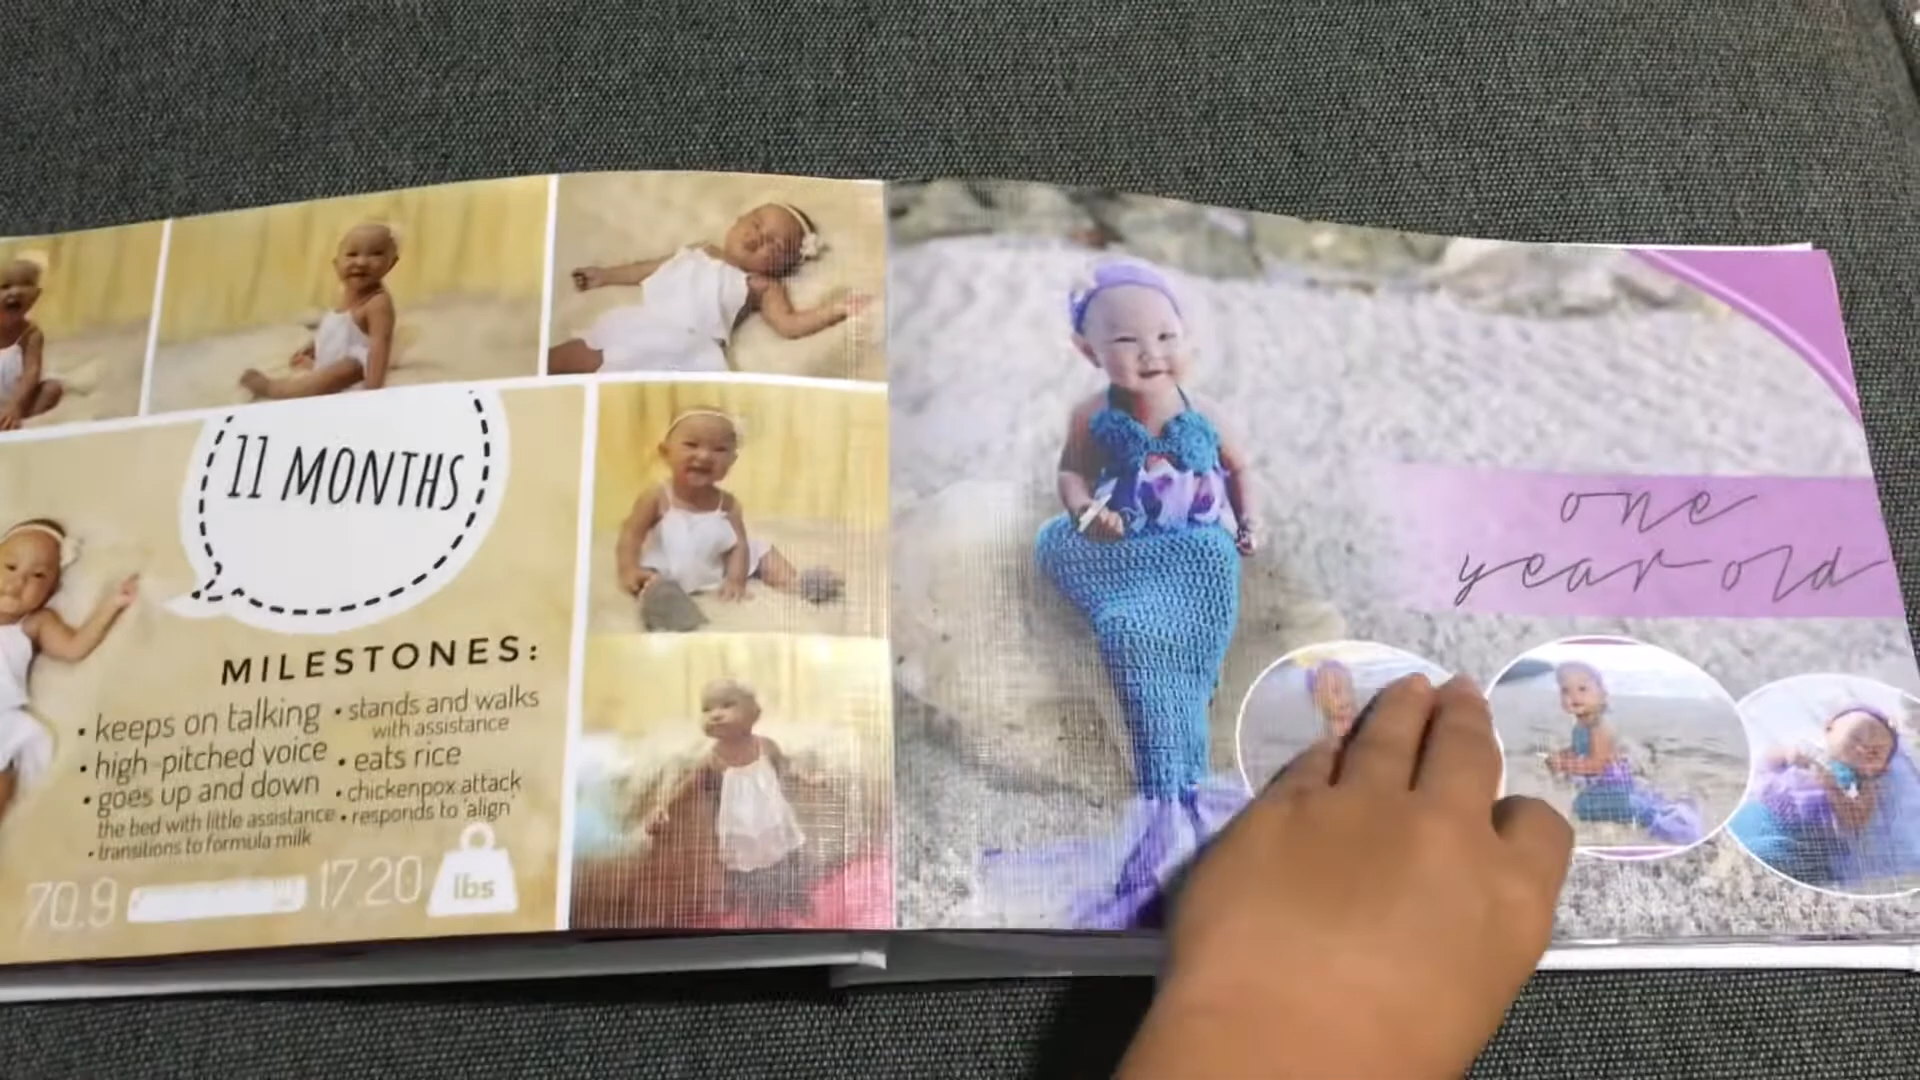 11 MONTHS
MILESTONES:
• keeps on talking
• high-pitched voice
• goes up and down
the bed with little assistance
• transitions to formula milk
• stands and walks
with assistance
• eats rice
• chickenpox attack
• responds to 'align'
70.9
17.20
lbs
one
year old